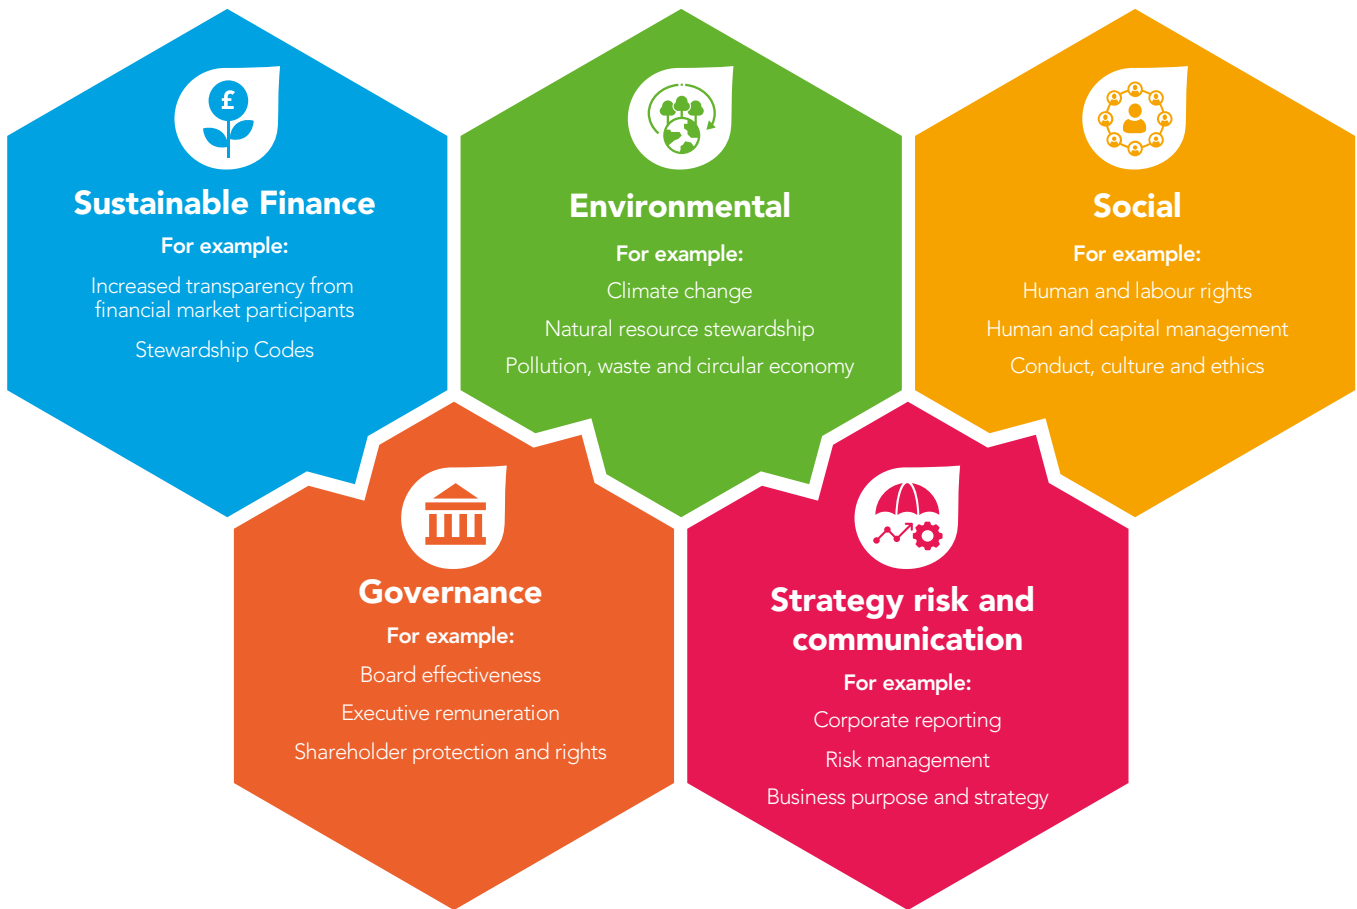 £
Sustainable Finance
For example:
Increased transparency from
financial market participants
Stewardship Codes
Environmental
For example:
Climate change
Natural resource stewardship
Pollution, waste and circular economy
Social
For example:
Human and labour rights
Human and capital management
Conduct, culture and ethics
Governance
For example:
Board effectiveness
Executive remuneration
Shareholder protection and rights
Strategy risk and
communication
For example:
Corporate reporting
Risk management
Business purpose and strategy